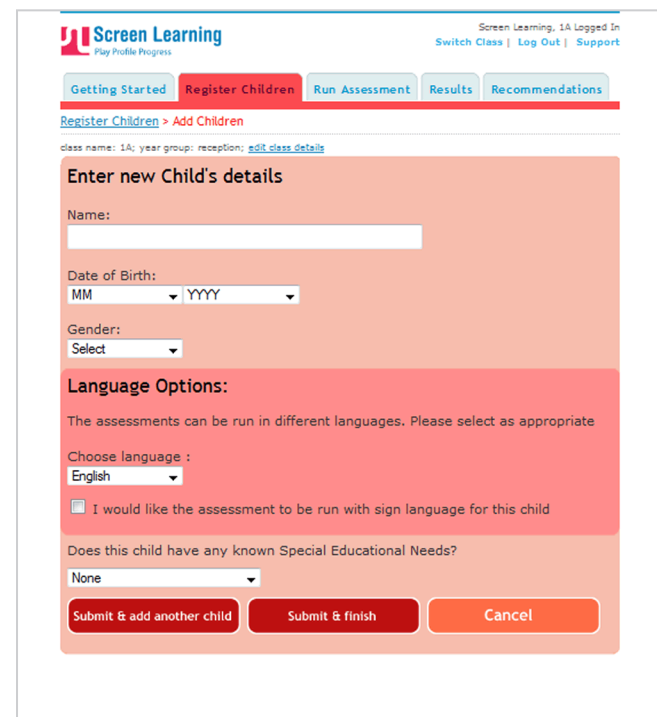 Screen Learning
Play Profile Progress
Screen Learning, 1A Logged In
Switch Class | Log Out | Support
Getting Started Register Children Run Assessment Results Recommendations
Register Children > Add Children
class name: 1A; year group: reception; edit class details
Enter new Child's details
Name:
Date of Birth:
MM YYYY
Gender:
Select
Language Options:
The assessments can be run in different languages. Please select as appropriate
Choose language :
English
I would like the assessment to be run with sign language for this child
Does this child have any known Special Educational Needs?
None
Submit & add another child Submit & finish Cancel